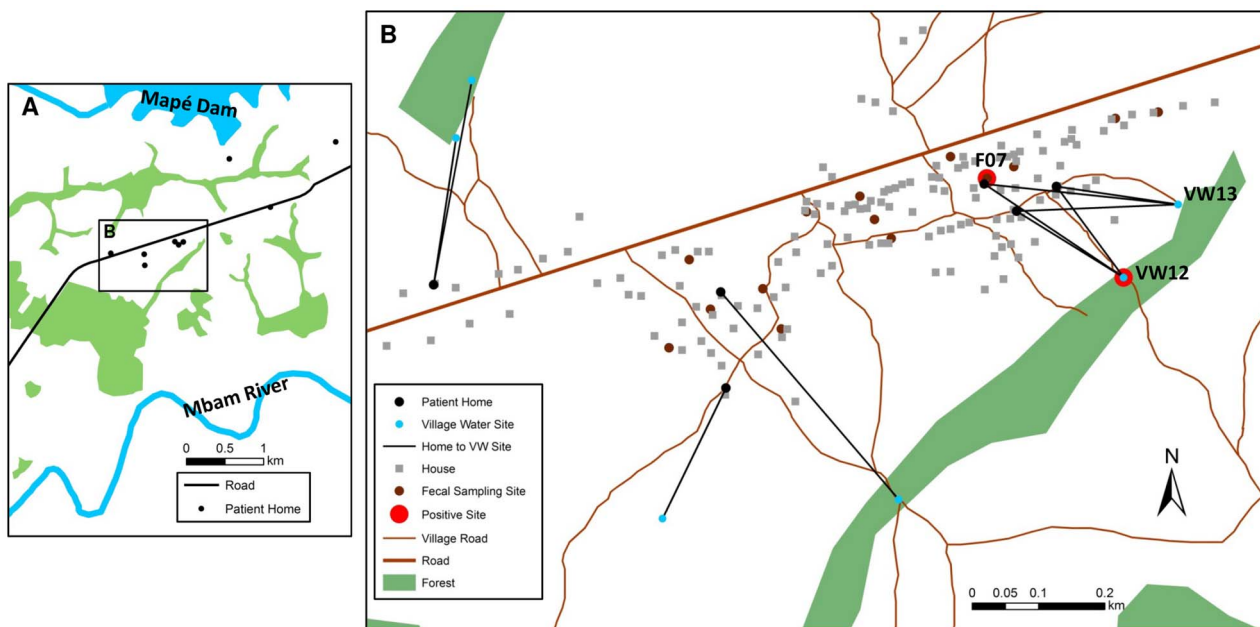 A
Mapé Dam
B
Mbam River
0 0.5 1
km
Road
Patient Home
B
F07
VW13
VW12
Patient Home
Village Water Site
Home to VW Site
House
Fecal Sampling Site
Positive Site
Village Road
Road
Forest
N
0 0.05 0.1 0.2
km